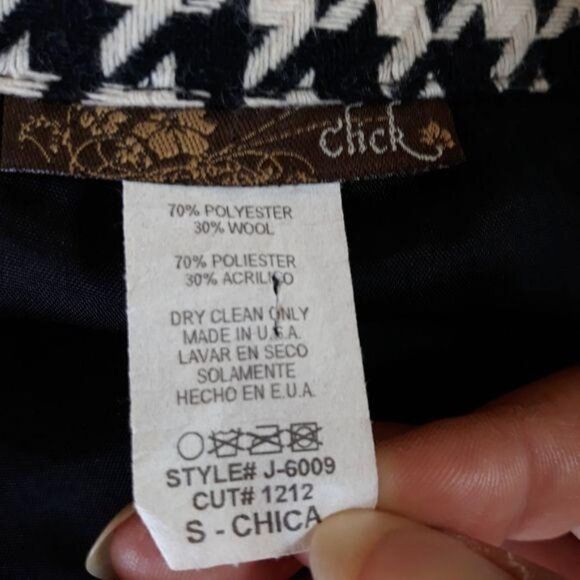 click
70% POLYESTER
30% WOOL
70% POLIESTER
30% ACRILICO
DRY CLEAN ONLY
MADE IN U.S.A.
LAVAR EN SECO
SOLAMENTE
HECHO EN E.U.A.
STYLE# J-6009
CUT# 1212
S - CHICA